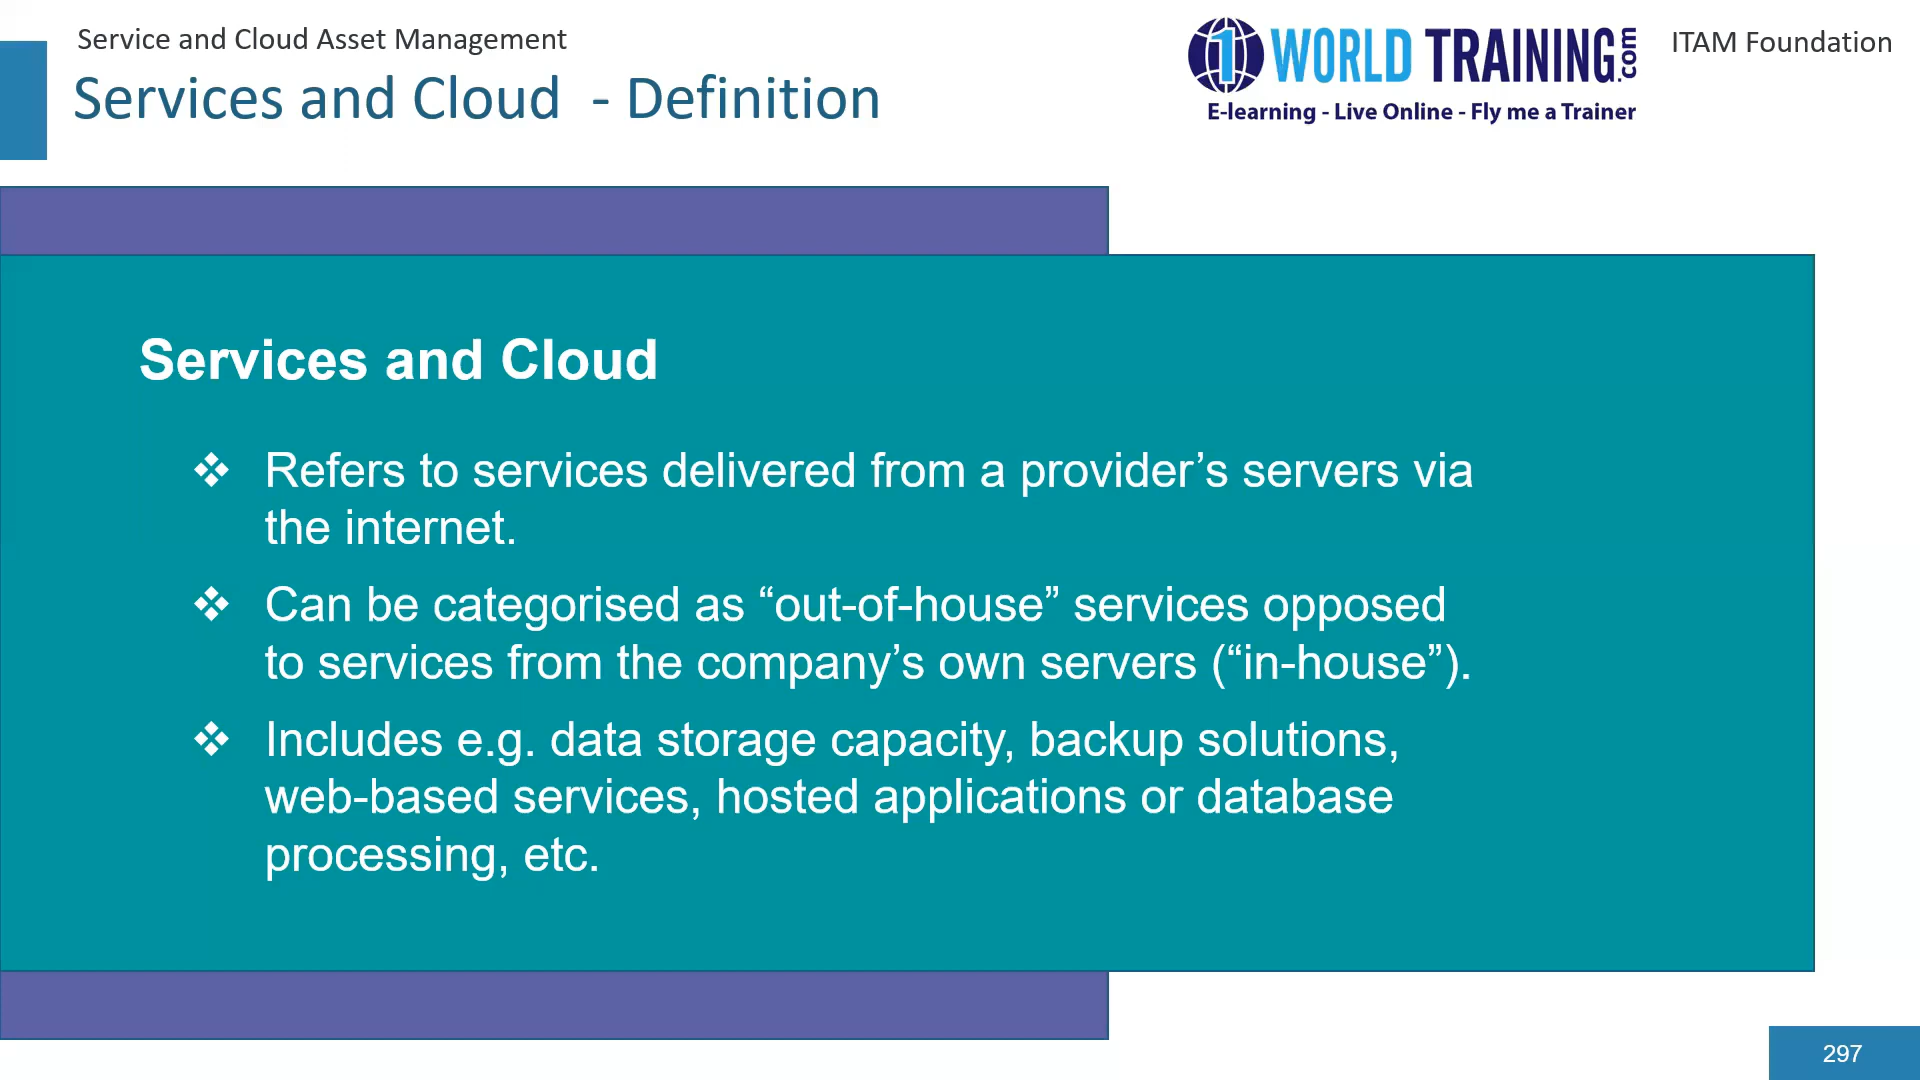 Service and Cloud Asset Management
Services and Cloud - Definition
1 WORLD TRAINING.com
E-learning - Live Online - Fly me a Trainer
ITAM Foundation
Services and Cloud
❖ Refers to services delivered from a provider’s servers via
the internet.
❖ Can be categorised as “out-of-house” services opposed
to services from the company’s own servers (“in-house”).
❖ Includes e.g. data storage capacity, backup solutions,
web-based services, hosted applications or database
processing, etc.
297